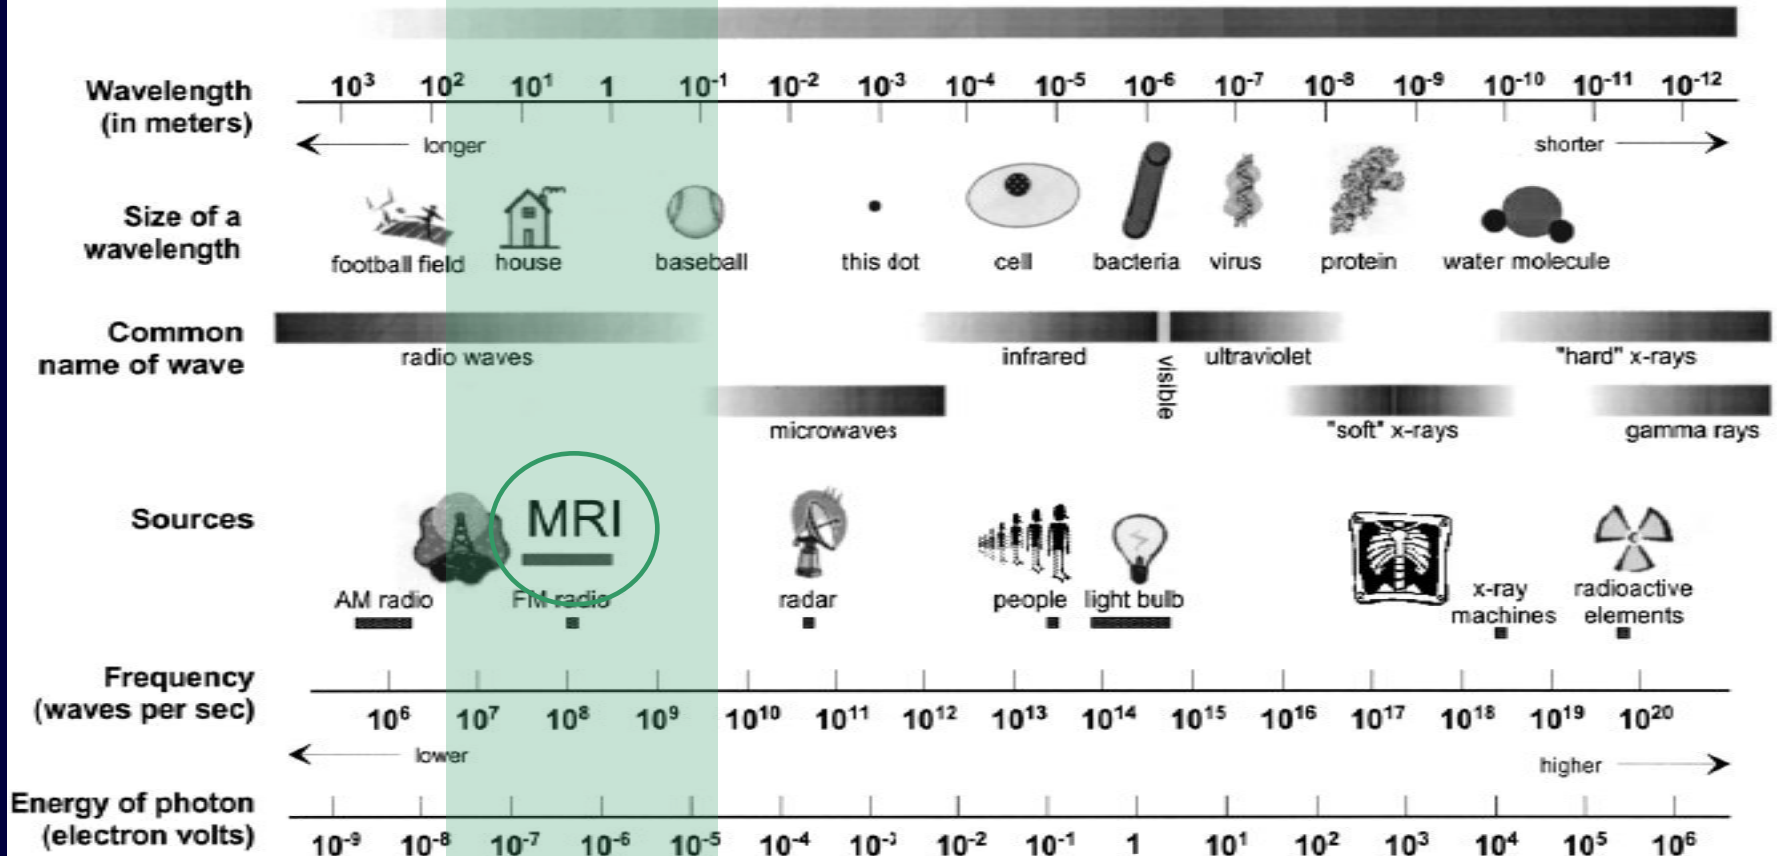 10³ 10² 10¹ 1 10⁻¹ 10⁻² 10⁻³ 10⁻⁴ 10⁻⁵ 10⁻⁶ 10⁻⁷ 10⁻⁸ 10⁻⁹ 10⁻¹⁰ 10⁻¹¹ 10⁻¹²
Wavelength
(in meters)
longer shorter
Size of a
wavelength
football field house baseball this dot cell bacteria virus protein water molecule
Common
name of wave
radio waves infrared visible ultraviolet "hard" x-rays
microwaves "soft" x-rays gamma rays
Sources
MRI
AM radio FM radio radar people light bulb x-ray machines radioactive elements
Frequency
(waves per sec)
10⁶ 10⁷ 10⁸ 10⁹ 10¹⁰ 10¹¹ 10¹² 10¹³ 10¹⁴ 10¹⁵ 10¹⁶ 10¹⁷ 10¹⁸ 10¹⁹ 10²⁰
lower higher
Energy of photon
(electron volts)
10⁻⁹ 10⁻⁸ 10⁻⁷ 10⁻⁶ 10⁻⁵ 10⁻⁴ 10⁻³ 10⁻² 10⁻¹ 1 10¹ 10² 10³ 10⁴ 10⁵ 10⁶